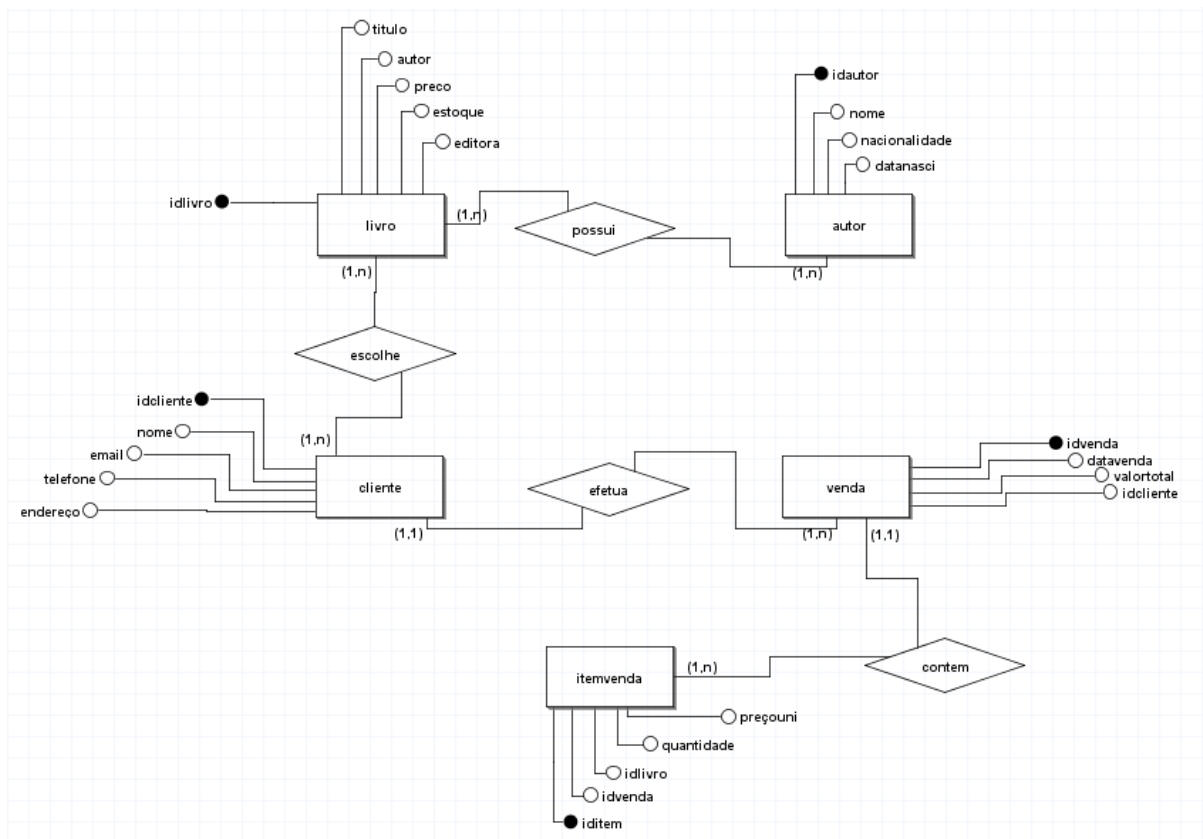 titulo
autor
preco
estoque
editora
idautor
nome
nacionalidade
datanasci
idlivro
livro
(1,n)
possui
autor
(1,n)
(1,n)
escolhe
idcliente
nome
email
telefone
endereço
(1,n)
cliente
(1,1)
efetua
venda
(1,n)
(1,1)
idvenda
datavenda
valortotal
idcliente
itemvenda
(1,n)
contem
preçouni
quantidade
idlivro
idvenda
iditem